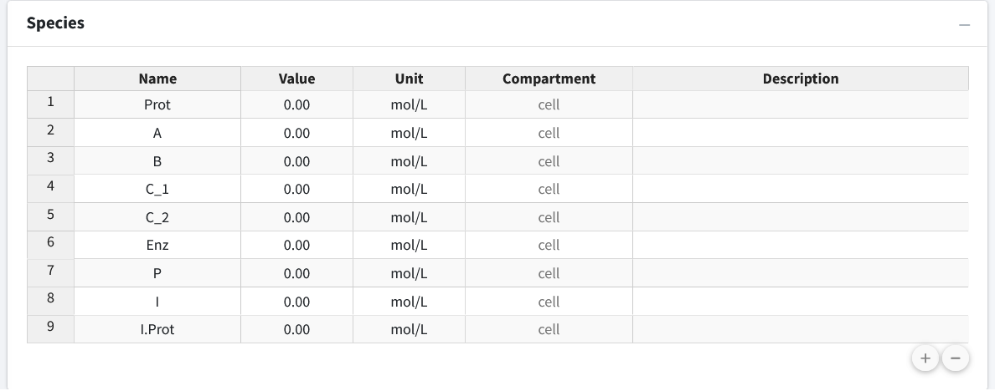 Species
Name Value Unit Compartment Description
1 Prot 0.00 mol/L cell
2 A 0.00 mol/L cell
3 B 0.00 mol/L cell
4 C_1 0.00 mol/L cell
5 C_2 0.00 mol/L cell
6 Enz 0.00 mol/L cell
7 P 0.00 mol/L cell
8 I 0.00 mol/L cell
9 I.Prot 0.00 mol/L cell